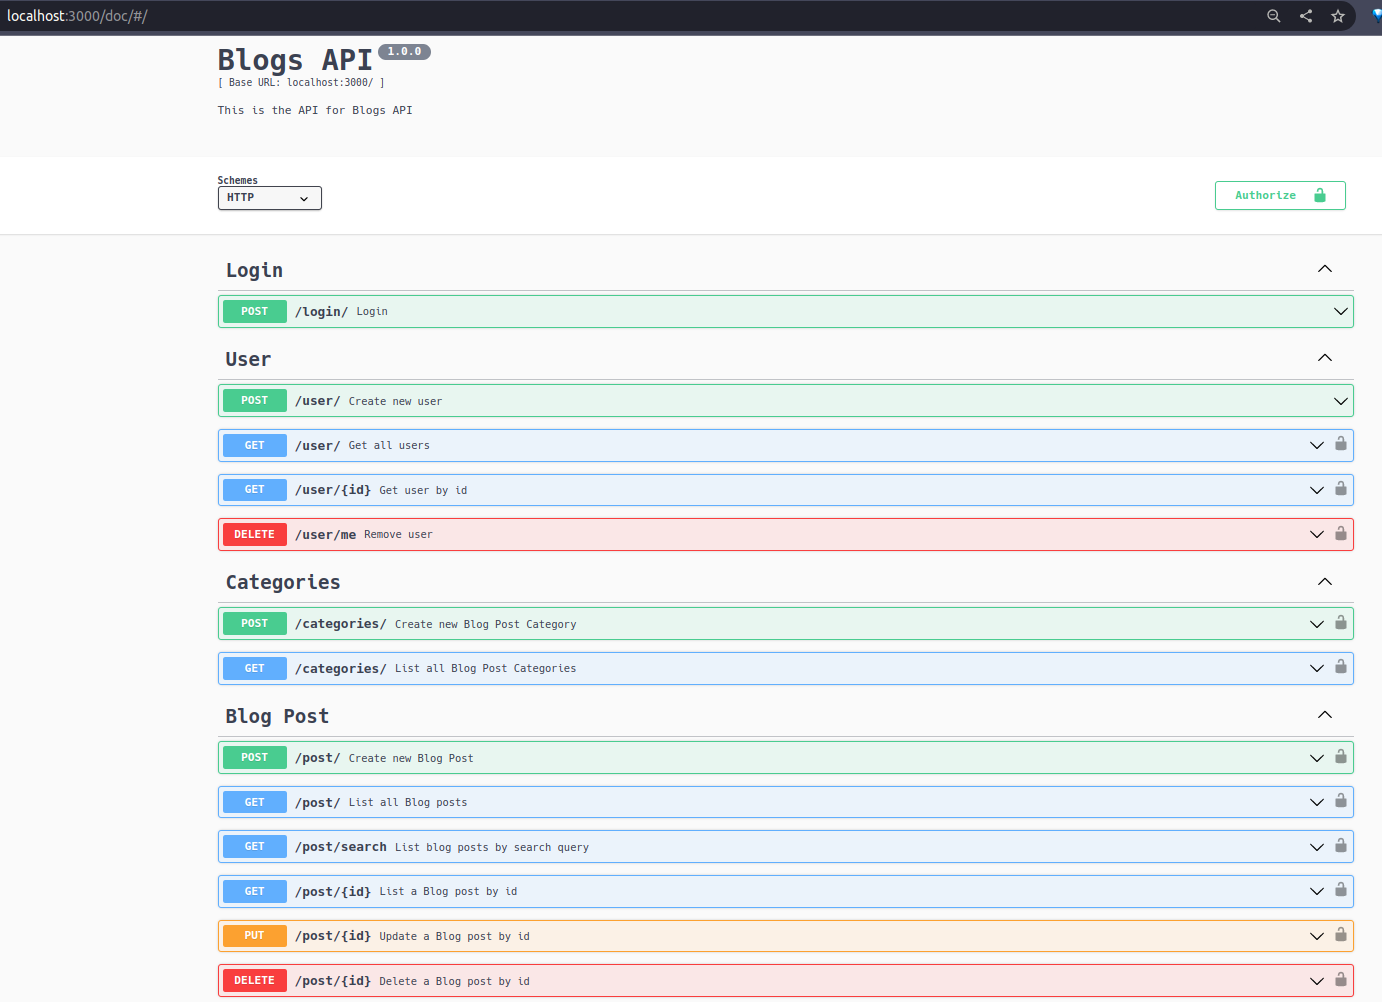 localhost:3000/doc/#/
Blogs API 1.0.0
[ Base URL: localhost:3000/ ]
This is the API for Blogs API
Schemes
HTTP
Authorize
Login
POST /login/ Login
User
POST /user/ Create new user
GET /user/ Get all users
GET /user/{id} Get user by id
DELETE /user/me Remove user
Categories
POST /categories/ Create new Blog Post Category
GET /categories/ List all Blog Post Categories
Blog Post
POST /post/ Create new Blog Post
GET /post/ List all Blog posts
GET /post/search List blog posts by search query
GET /post/{id} List a Blog post by id
PUT /post/{id} Update a Blog post by id
DELETE /post/{id} Delete a Blog post by id